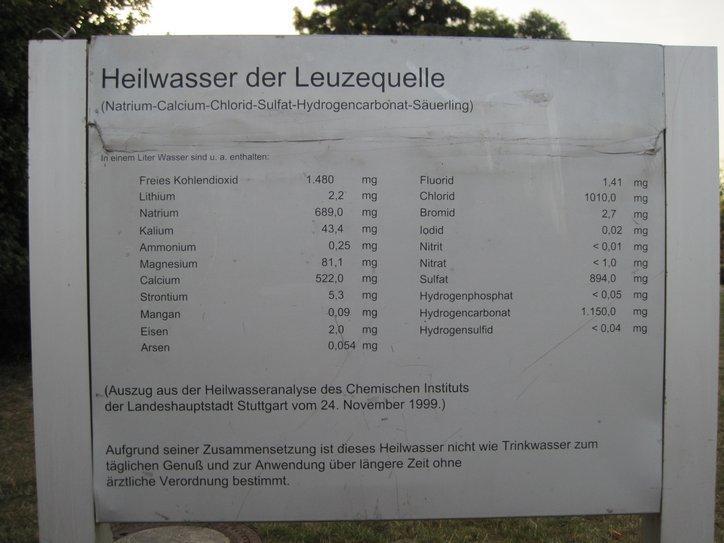 Heilwasser der Leuzequelle
(Natrium-Calcium-Chlorid-Sulfat-Hydrogencarbonat-Säuerling)
In einem Liter Wasser sind u. a. enthalten:
Freies Kohlendioxid 1.480 mg
Lithium 2,2 mg
Natrium 689,0 mg
Kalium 43,4 mg
Ammonium 0,25 mg
Magnesium 81,1 mg
Calcium 522,0 mg
Strontium 5,3 mg
Mangan 0,09 mg
Eisen 2,0 mg
Arsen 0,054 mg
Fluorid 1,41 mg
Chlorid 1010,0 mg
Bromid 2,7 mg
Iodid 0,02 mg
Nitrit < 0,01 mg
Nitrat < 1,0 mg
Sulfat 894,0 mg
Hydrogenphosphat < 0,05 mg
Hydrogencarbonat 1.150,0 mg
Hydrogensulfid < 0,04 mg
(Auszug aus der Heilwasseranalyse des Chemischen Instituts
der Landeshauptstadt Stuttgart vom 24. November 1999.)
Aufgrund seiner Zusammensetzung ist dieses Heilwasser nicht wie Trinkwasser zum
täglichen Genuß und zur Anwendung über längere Zeit ohne
ärztliche Verordnung bestimmt.